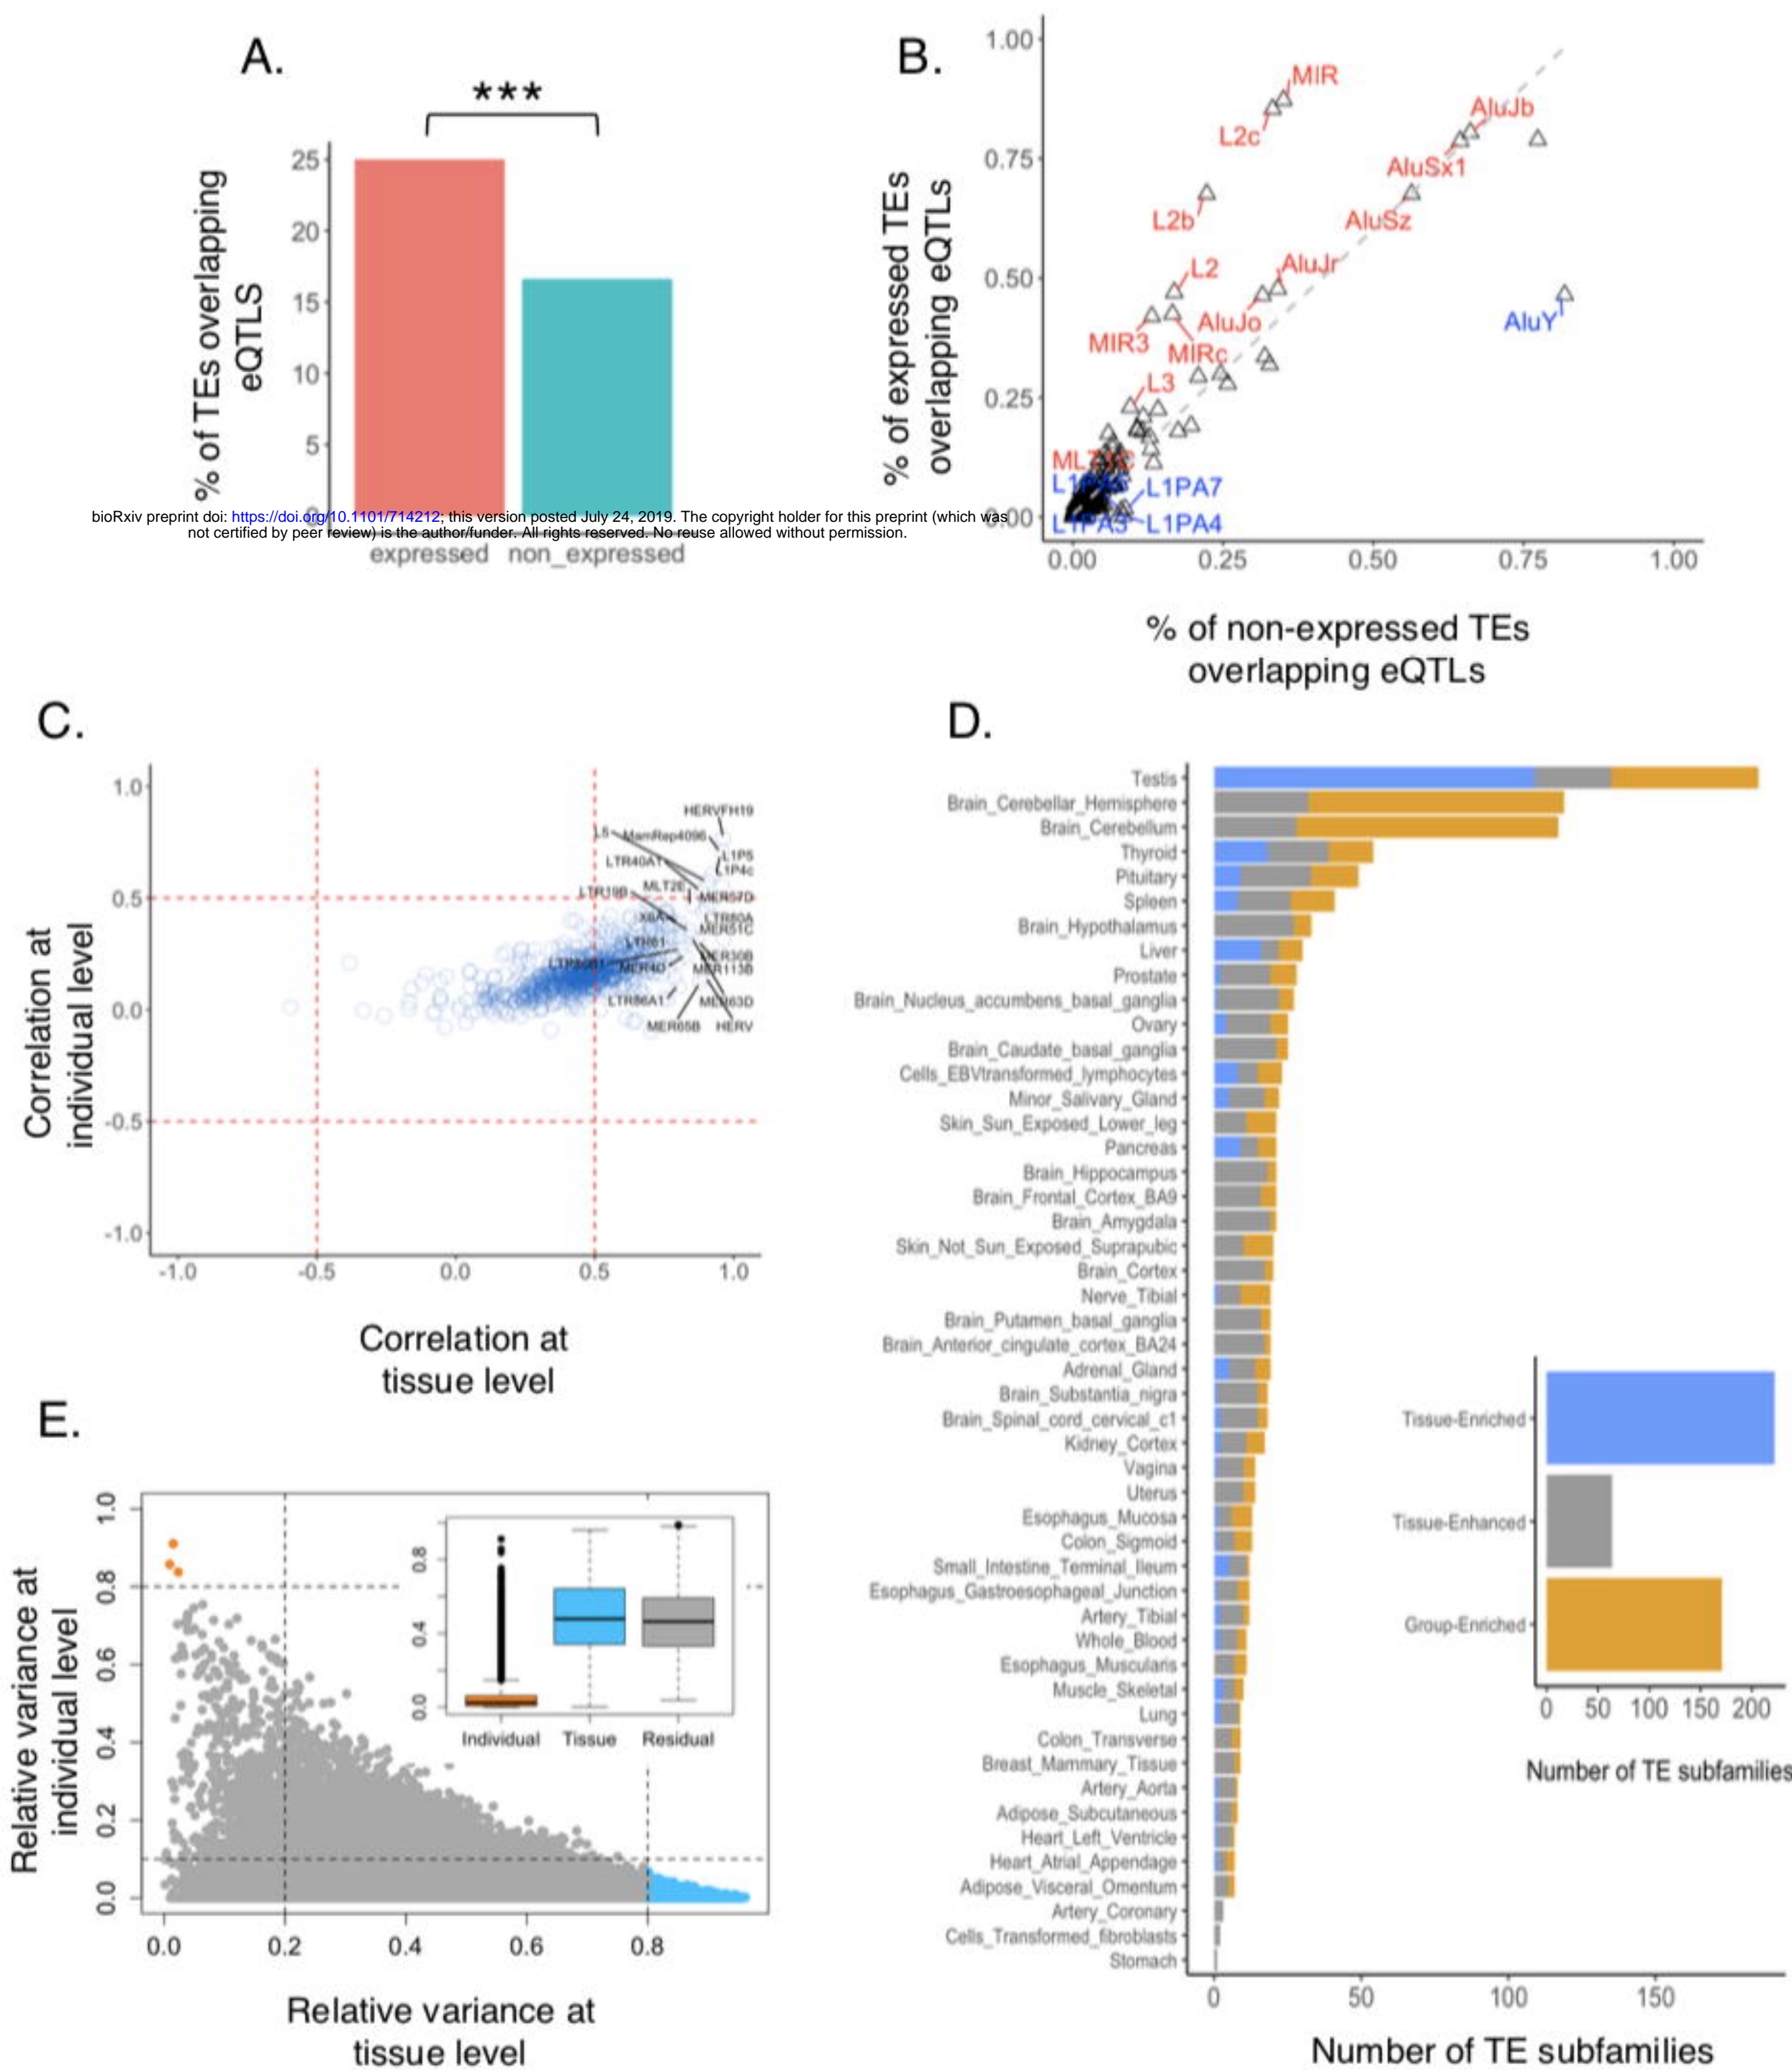 A.
***
25
20
15
10
5
% of TEs overlapping
eQTLS
expressed
non_expressed
B.
1.00
0.75
0.50
0.25
0.00
% of expressed TEs
overlapping eQTLs
MIR
L2c
L2b
L2
MIR3
MIRc
L3
AluJb
AluSx1
AluSz
AluJr
AluJo
AluY
L1PA7
L1PA3
L1PA4
0.00
0.25
0.50
0.75
1.00
% of non-expressed TEs
overlapping eQTLs
bioRxiv preprint doi: https://doi.org/10.1101/714212; this version posted July 24, 2019. The copyright holder for this preprint (which was
not certified by peer review) is the author/funder. All rights reserved. No reuse allowed without permission.
C.
1.0
0.5
0.0
-0.5
-1.0
Correlation at
individual level
HERVFH19
L5
MamRep4096
L1P5
LTR40A1
L1P4c
MLT2E
LTR19B
MER57D
X6A
LTR80A
MER51C
LTR61
MER30B
MER4D
MER113B
LTR86A1
MER63D
MER65B
HERV
-1.0
-0.5
0.0
0.5
1.0
Correlation at
tissue level
D.
Testis
Brain_Cerebellar_Hemisphere
Brain_Cerebellum
Thyroid
Pituitary
Spleen
Brain_Hypothalamus
Liver
Prostate
Brain_Nucleus_accumbens_basal_ganglia
Ovary
Brain_Caudate_basal_ganglia
Cells_EBVtransformed_lymphocytes
Minor_Salivary_Gland
Skin_Sun_Exposed_Lower_leg
Pancreas
Brain_Hippocampus
Brain_Frontal_Cortex_BA9
Brain_Amygdala
Skin_Not_Sun_Exposed_Suprapubic
Brain_Cortex
Nerve_Tibial
Brain_Putamen_basal_ganglia
Brain_Anterior_cingulate_cortex_BA24
Adrenal_Gland
Brain_Substantia_nigra
Brain_Spinal_cord_cervical_c1
Kidney_Cortex
Vagina
Uterus
Esophagus_Mucosa
Colon_Sigmoid
Small_Intestine_Terminal_Ileum
Esophagus_Gastroesophageal_Junction
Artery_Tibial
Whole_Blood
Esophagus_Muscularis
Muscle_Skeletal
Lung
Colon_Transverse
Breast_Mammary_Tissue
Artery_Aorta
Adipose_Subcutaneous
Heart_Left_Ventricle
Heart_Atrial_Appendage
Adipose_Visceral_Omentum
Artery_Coronary
Cells_Transformed_fibroblasts
Stomach
0
50
100
150
Number of TE subfamilies
Tissue-Enriched
Tissue-Enhanced
Group-Enriched
0
50
100
150
200
Number of TE subfamilies
E.
1.0
0.8
0.6
0.4
0.2
0.0
Relative variance at
individual level
0.8
0.4
0.0
Individual
Tissue
Residual
0.0
0.2
0.4
0.6
0.8
Relative variance at
tissue level